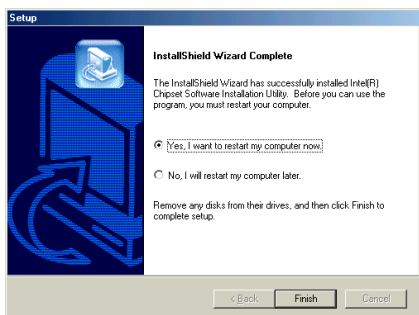 Setup
InstallShield Wizard Complete
The InstallShield Wizard has successfully installed Intel(R)
Chipset Software Installation Utility. Before you can use the
program, you must restart your computer.
Yes, I want to restart my computer now.
No, I will restart my computer later.
Remove any disks from their drives, and then click Finish to
complete setup.
< Back Finish Cancel